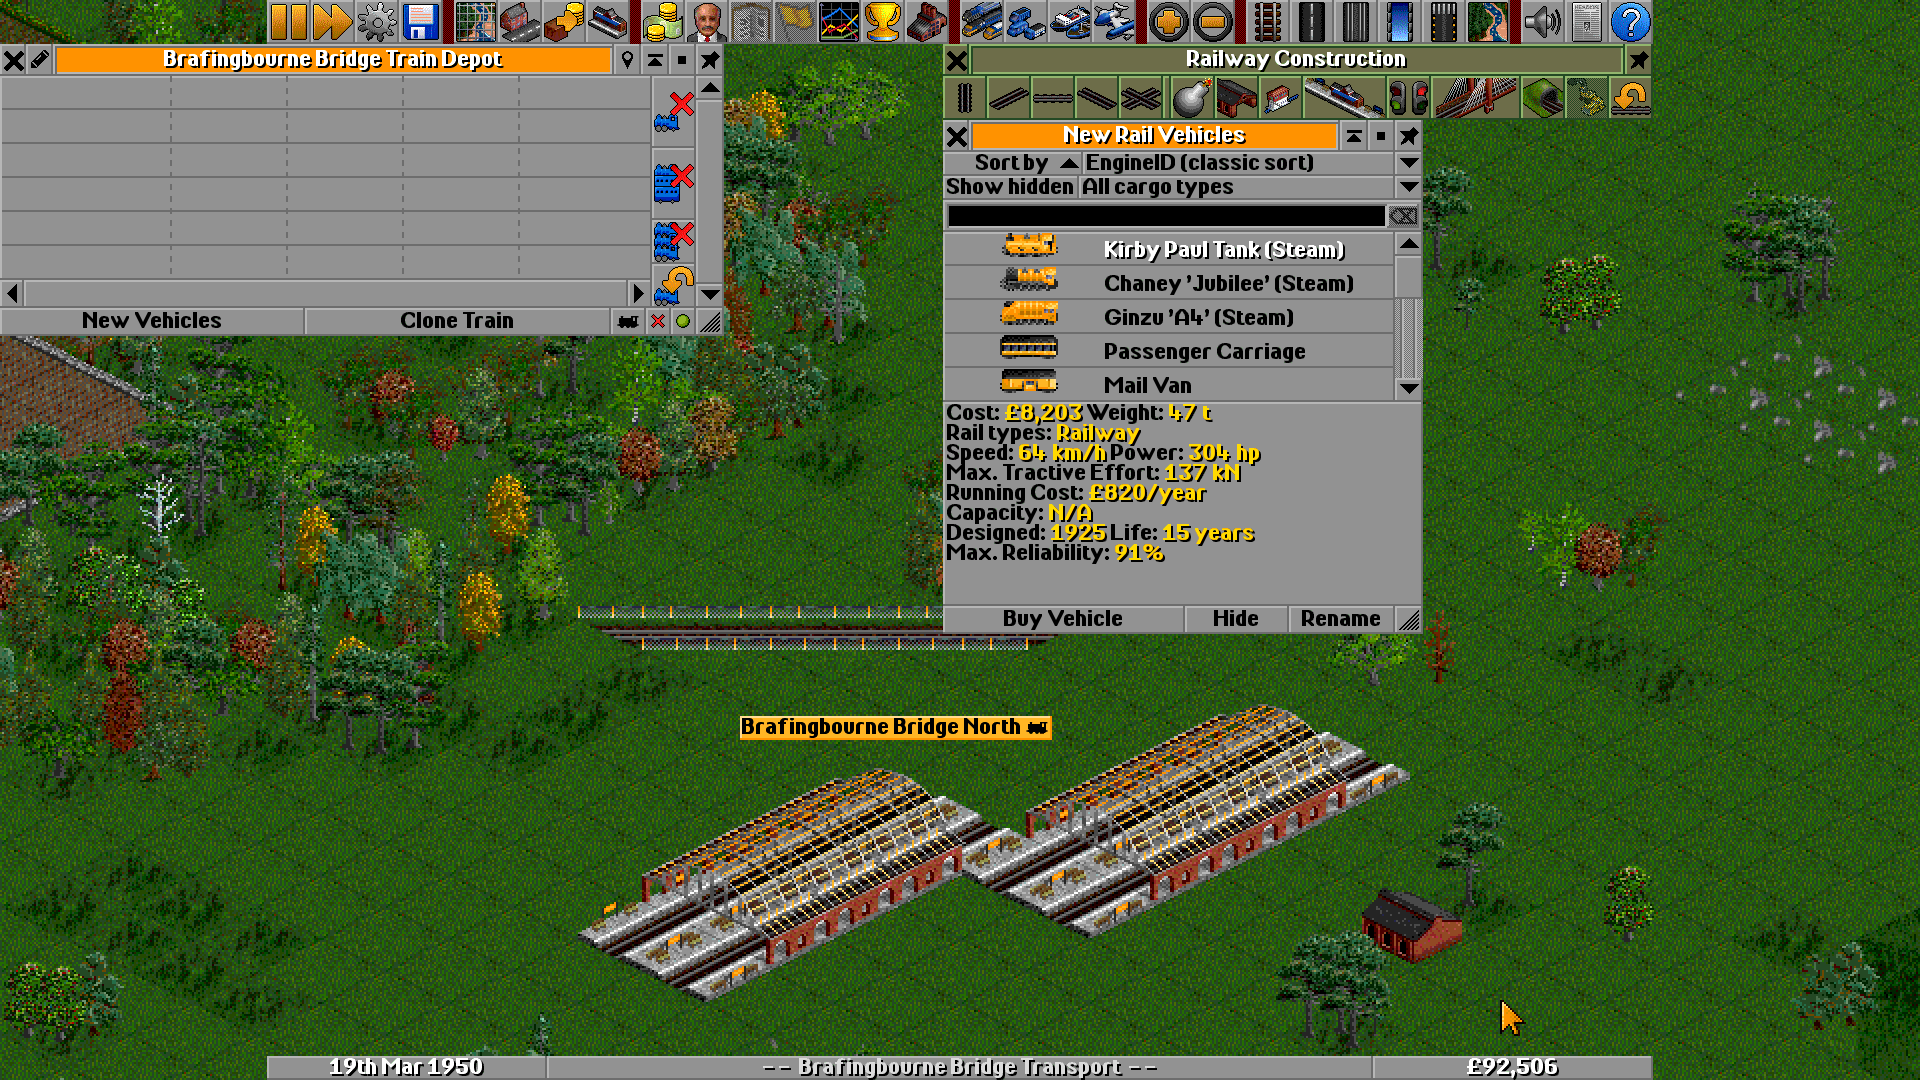 Brafingbourne Bridge Train Depot
New Vehicles
Clone Train
Railway Construction
New Rail Vehicles
Sort by
EngineID (classic sort)
Show hidden
All cargo types
Kirby Paul Tank (Steam)
Chaney 'Jubilee' (Steam)
Ginzu 'A4' (Steam)
Passenger Carriage
Mail Van
Cost: £8,203 Weight: 47 t
Rail types: Railway
Speed: 64 km/h Power: 304 hp
Max. Tractive Effort: 137 kN
Running Cost: £820/year
Capacity: N/A
Designed: 1925 Life: 15 years
Max. Reliability: 91%
Buy Vehicle
Hide
Rename
Brafingbourne Bridge North
19th Mar 1950
-- Brafingbourne Bridge Transport --
£92,506